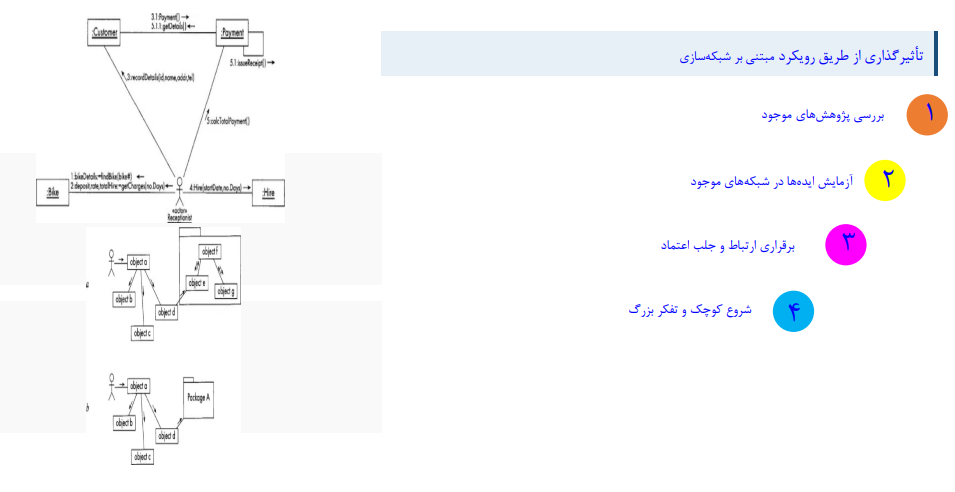 تأثیرگذاری از طریق رویکرد مبتنی بر شبکه‌سازی
۱ بررسی پژوهش‌های موجود
۲ آزمایش ایده‌ها در شبکه‌های موجود
۳ برقراری ارتباط و جلب اعتماد
۴ شروع کوچک و تفکر بزرگ
3.1:Payment()
5.1.1:getDetails()
:Customer
:Payment
5.1:issueReceipt()
3:recordDetails(id,name,addr,tel)
5:calcTotalPayment()
1:bikeDetails:=findBike(bike#)
2:deposit,rate,totalHire:=getCharges(no.Days)
4:Hire(startDate,no.Days)
:Bike
:Hire
«actor»
Receptionist
object f
object a
a
object e
object g
object b
object d
object c
object a
Package A
b
object b
object d
object c